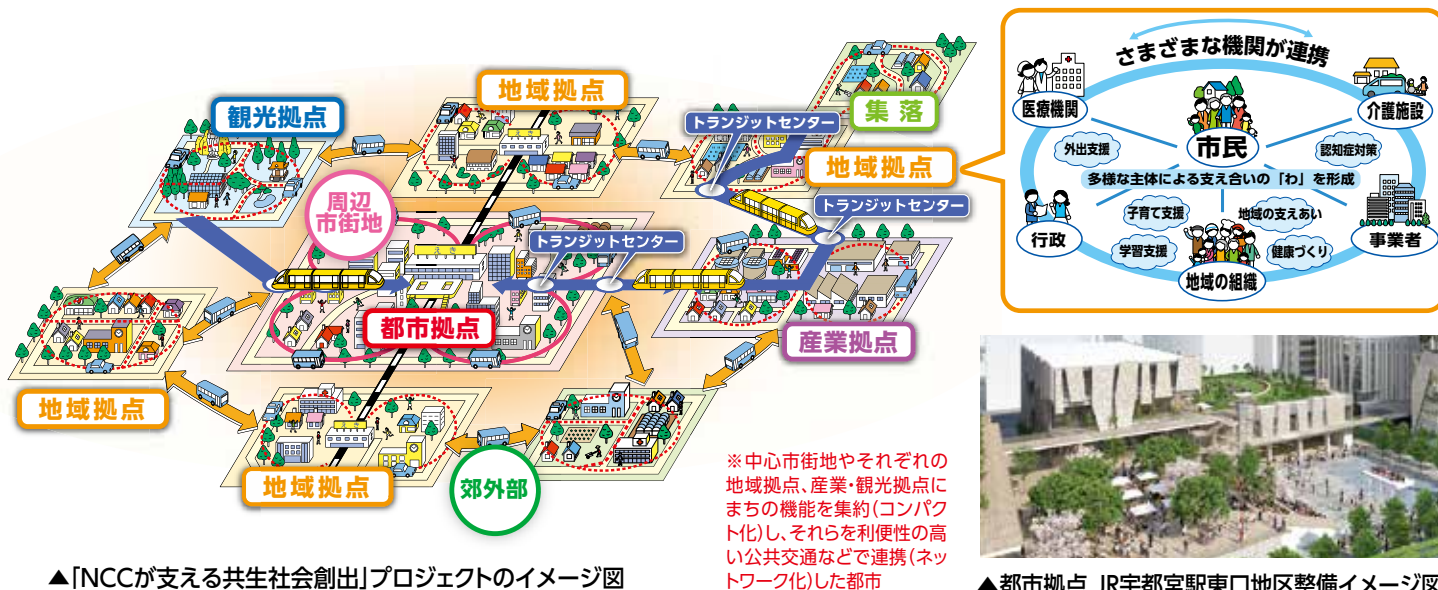 地域拠点
観光拠点
集落
トランジットセンター
地域拠点
周辺
市街地
トランジットセンター
トランジットセンター
えき
都市拠点
産業拠点
地域拠点
えき
地域拠点
郊外部
さまざまな機関が連携
医療機関
介護施設
市民
外出支援
認知症対策
多様な主体による支え合いの「わ」を形成
子育て支援
地域の支えあい
行政
事業者
学習支援
健康づくり
地域の組織
※中心市街地やそれぞれの
地域拠点、産業・観光拠点に
まちの機能を集約(コンパク
ト化)し、それらを利便性の高
い公共交通などで連携(ネッ
トワーク化)した都市
▲「NCCが支える共生社会創出」プロジェクトのイメージ図
▲都市拠点 JR宇都宮駅東口地区整備イメージ図